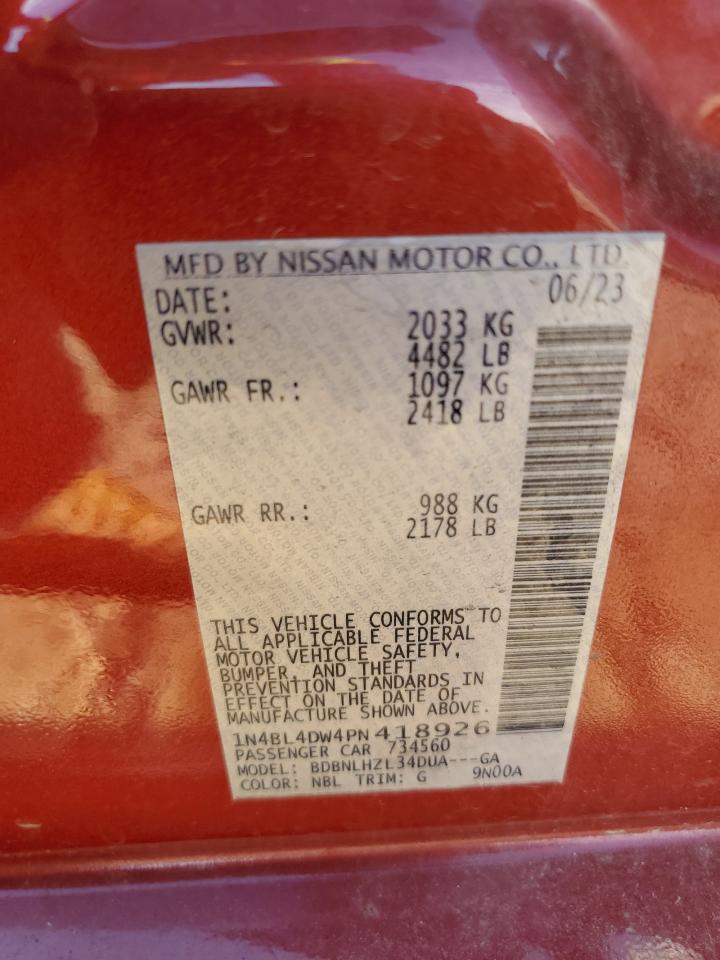 MFD BY NISSAN MOTOR CO., LTD.
DATE: 06/23
GVWR: 2033 KG
4482 LB
GAWR FR.: 1097 KG
2418 LB
GAWR RR.: 988 KG
2178 LB
THIS VEHICLE CONFORMS TO
ALL APPLICABLE FEDERAL
MOTOR VEHICLE SAFETY,
BUMPER, AND THEFT
PREVENTION STANDARDS IN
EFFECT ON THE DATE OF
MANUFACTURE SHOWN ABOVE.
1N4BL4DW4PN418926
PASSENGER CAR 734560
MODEL: BDBNLHZL34DUA---GA
COLOR: NBL TRIM: G 9N00A